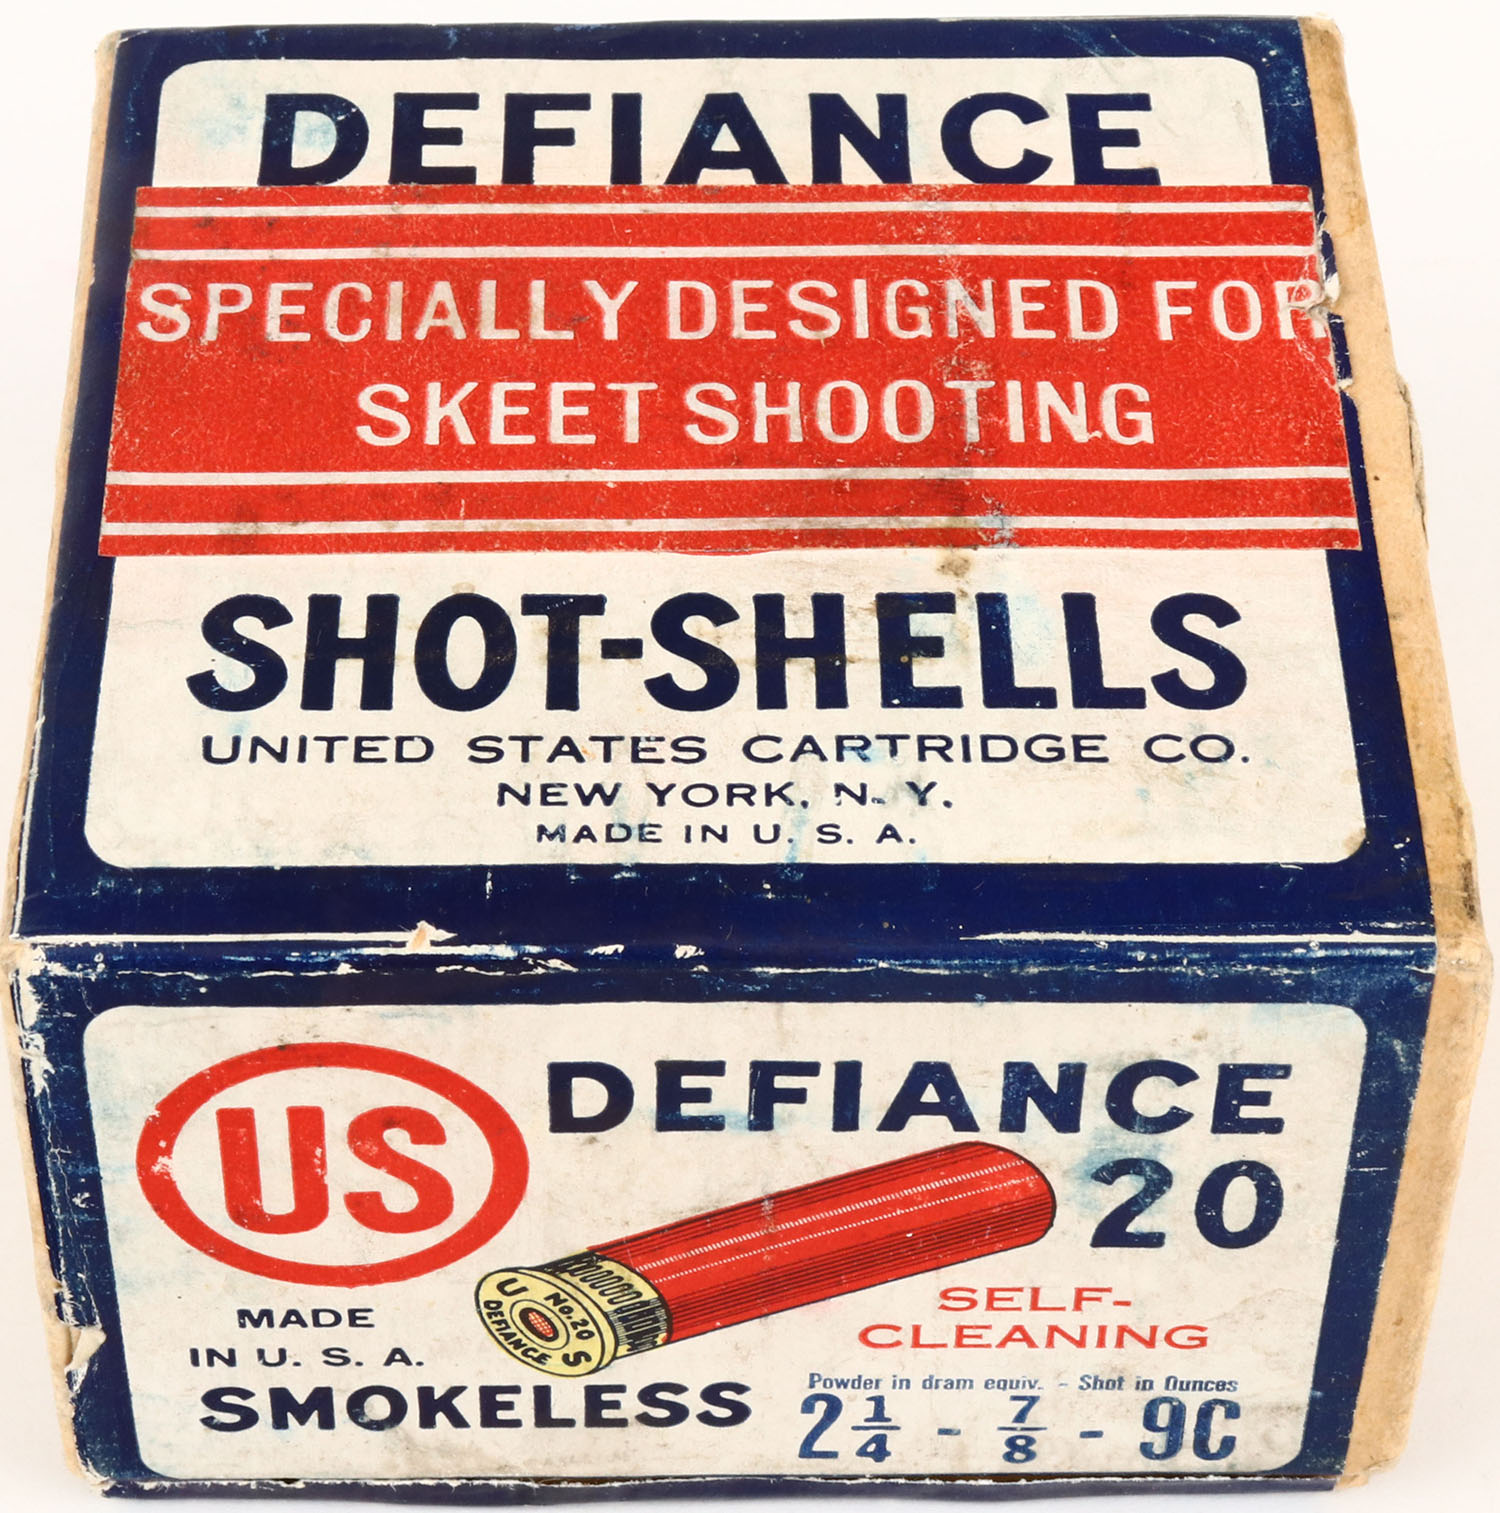 DEFIANCE
SPECIALLY DESIGNED FOR
SKEET SHOOTING
SHOT-SHELLS
UNITED STATES CARTRIDGE CO.
NEW YORK, N. Y.
MADE IN U. S. A.
US
DEFIANCE
20
U No.20 S
DEFIANCE
SELF-
CLEANING
MADE
IN U. S. A.
SMOKELESS
Powder in dram equiv. - Shot in Ounces
2 1/4 - 7/8 - 9C